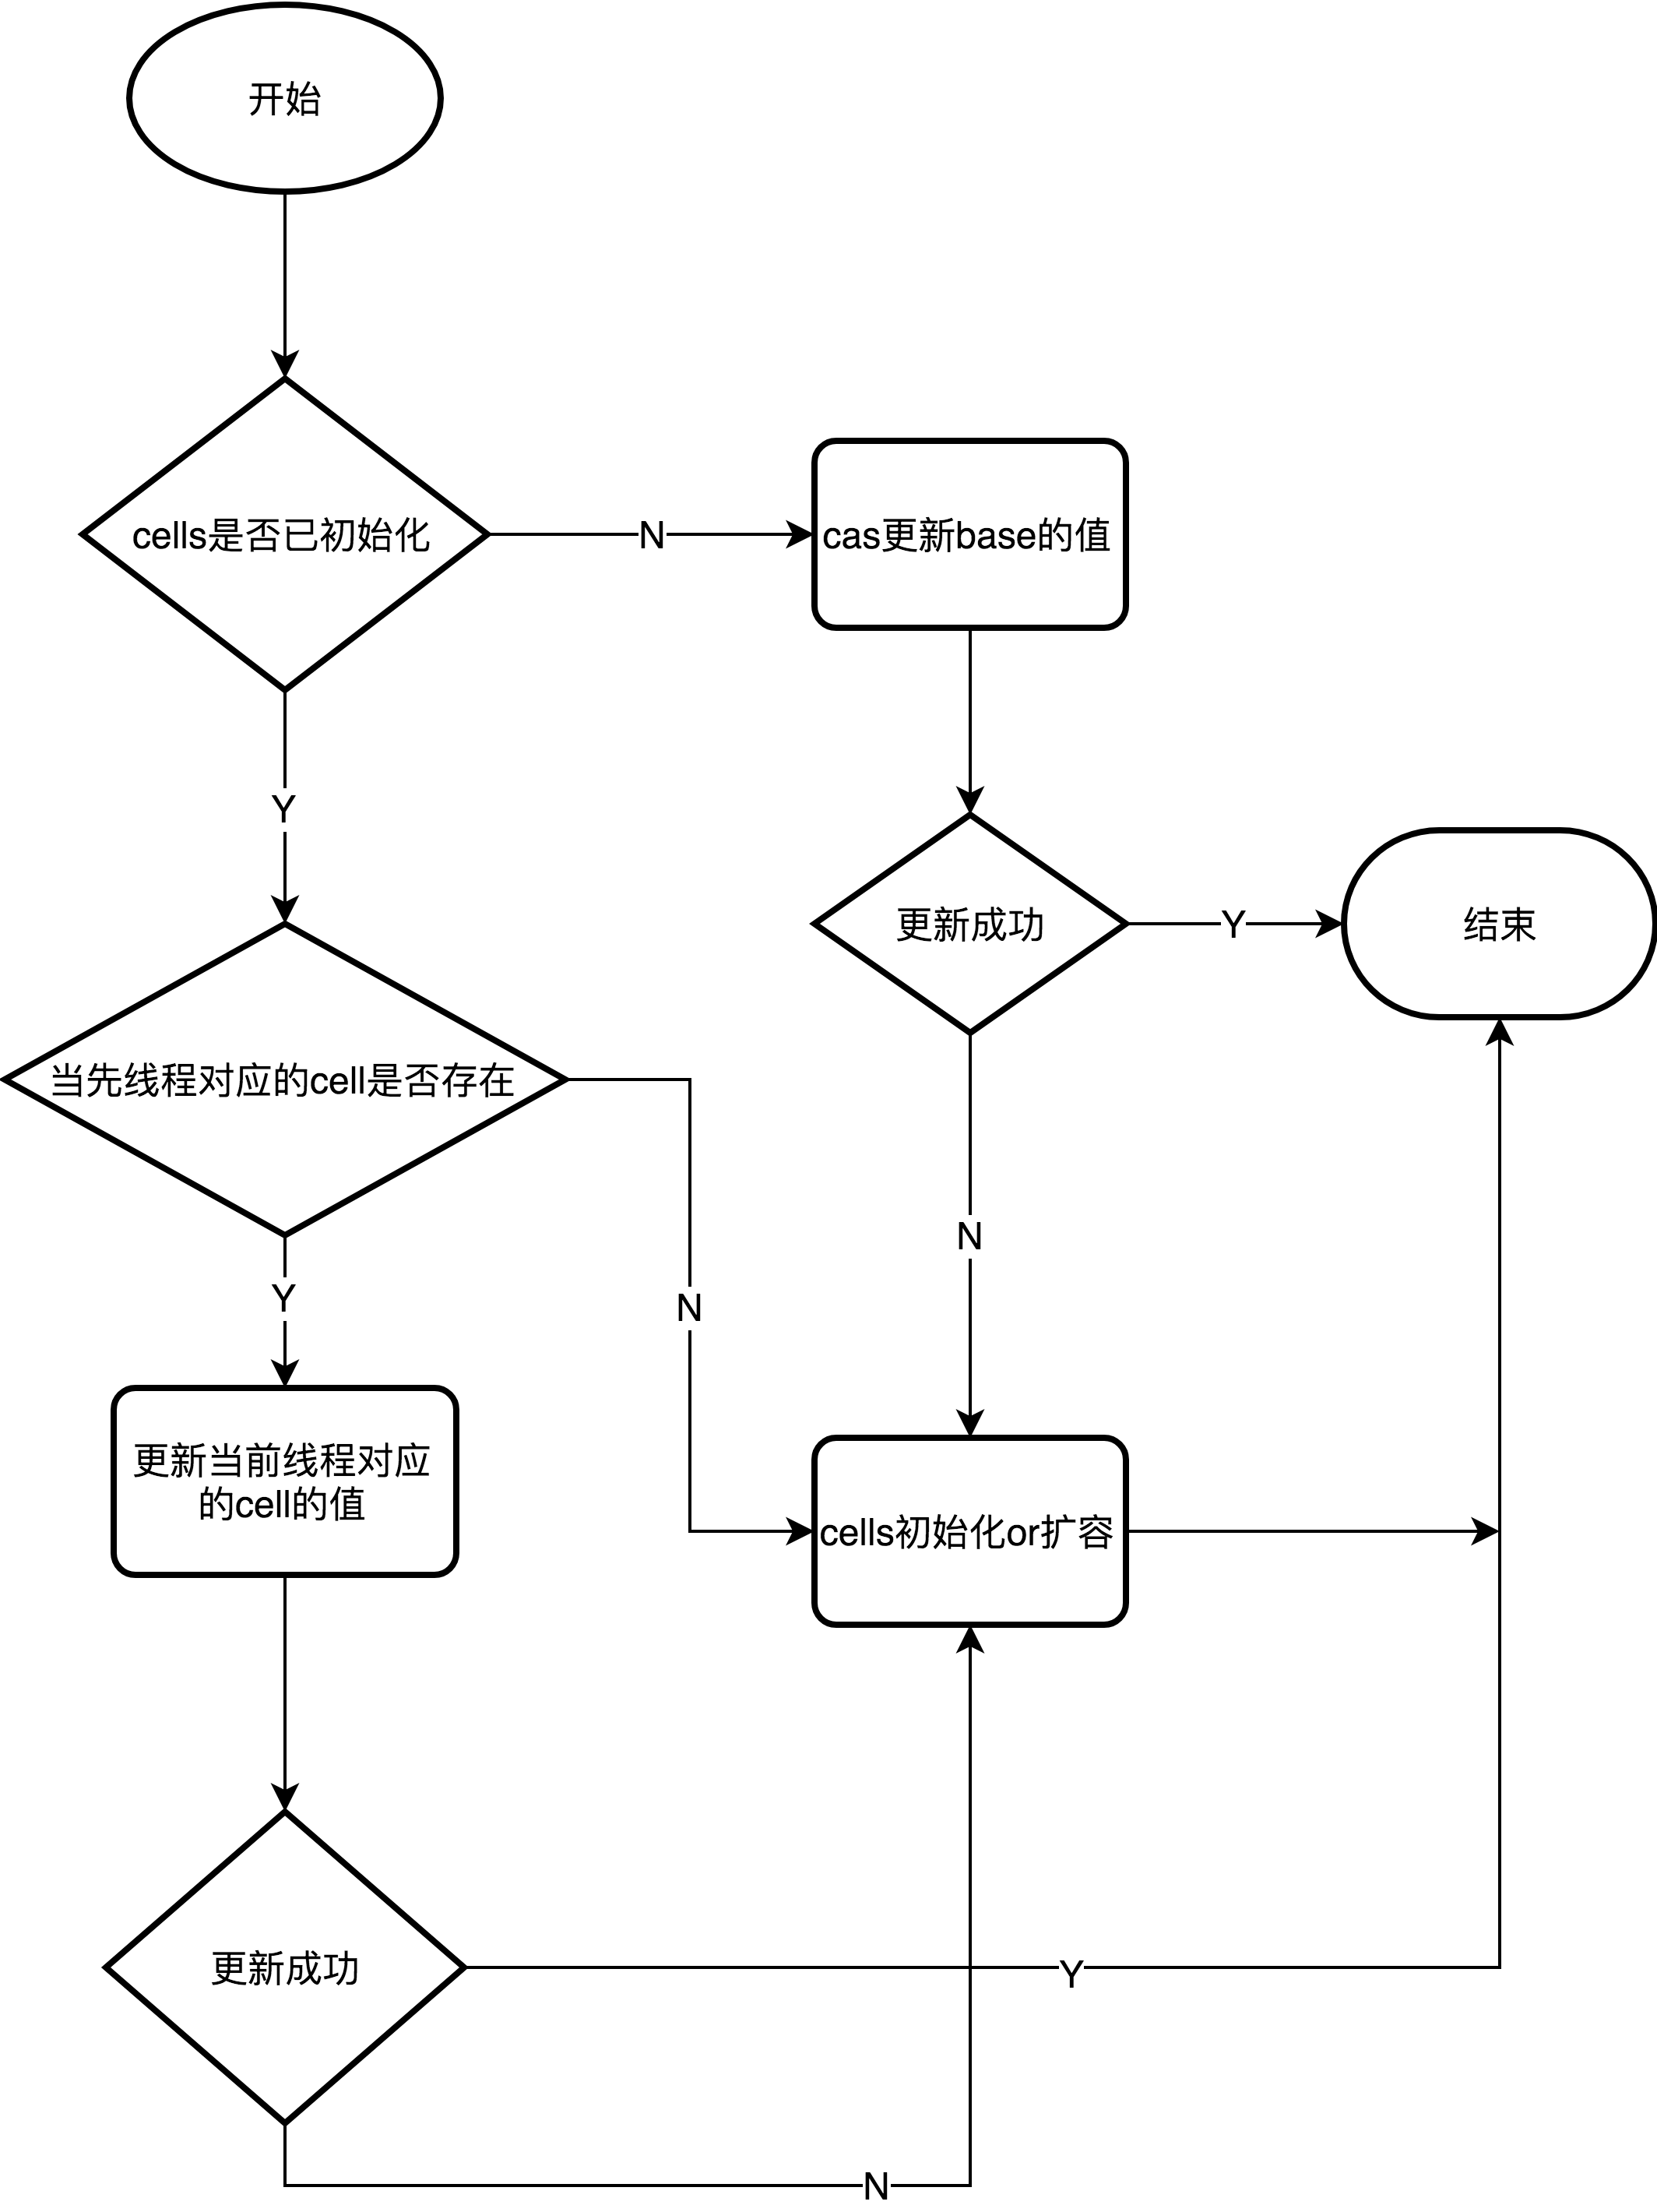 开始
cells是否已初始化
N
cas更新base的值
Y
更新成功
Y
结束
当先线程对应的cell是否存在
N
Y
N
更新当前线程对应
的cell的值
cells初始化or扩容
更新成功
Y
N